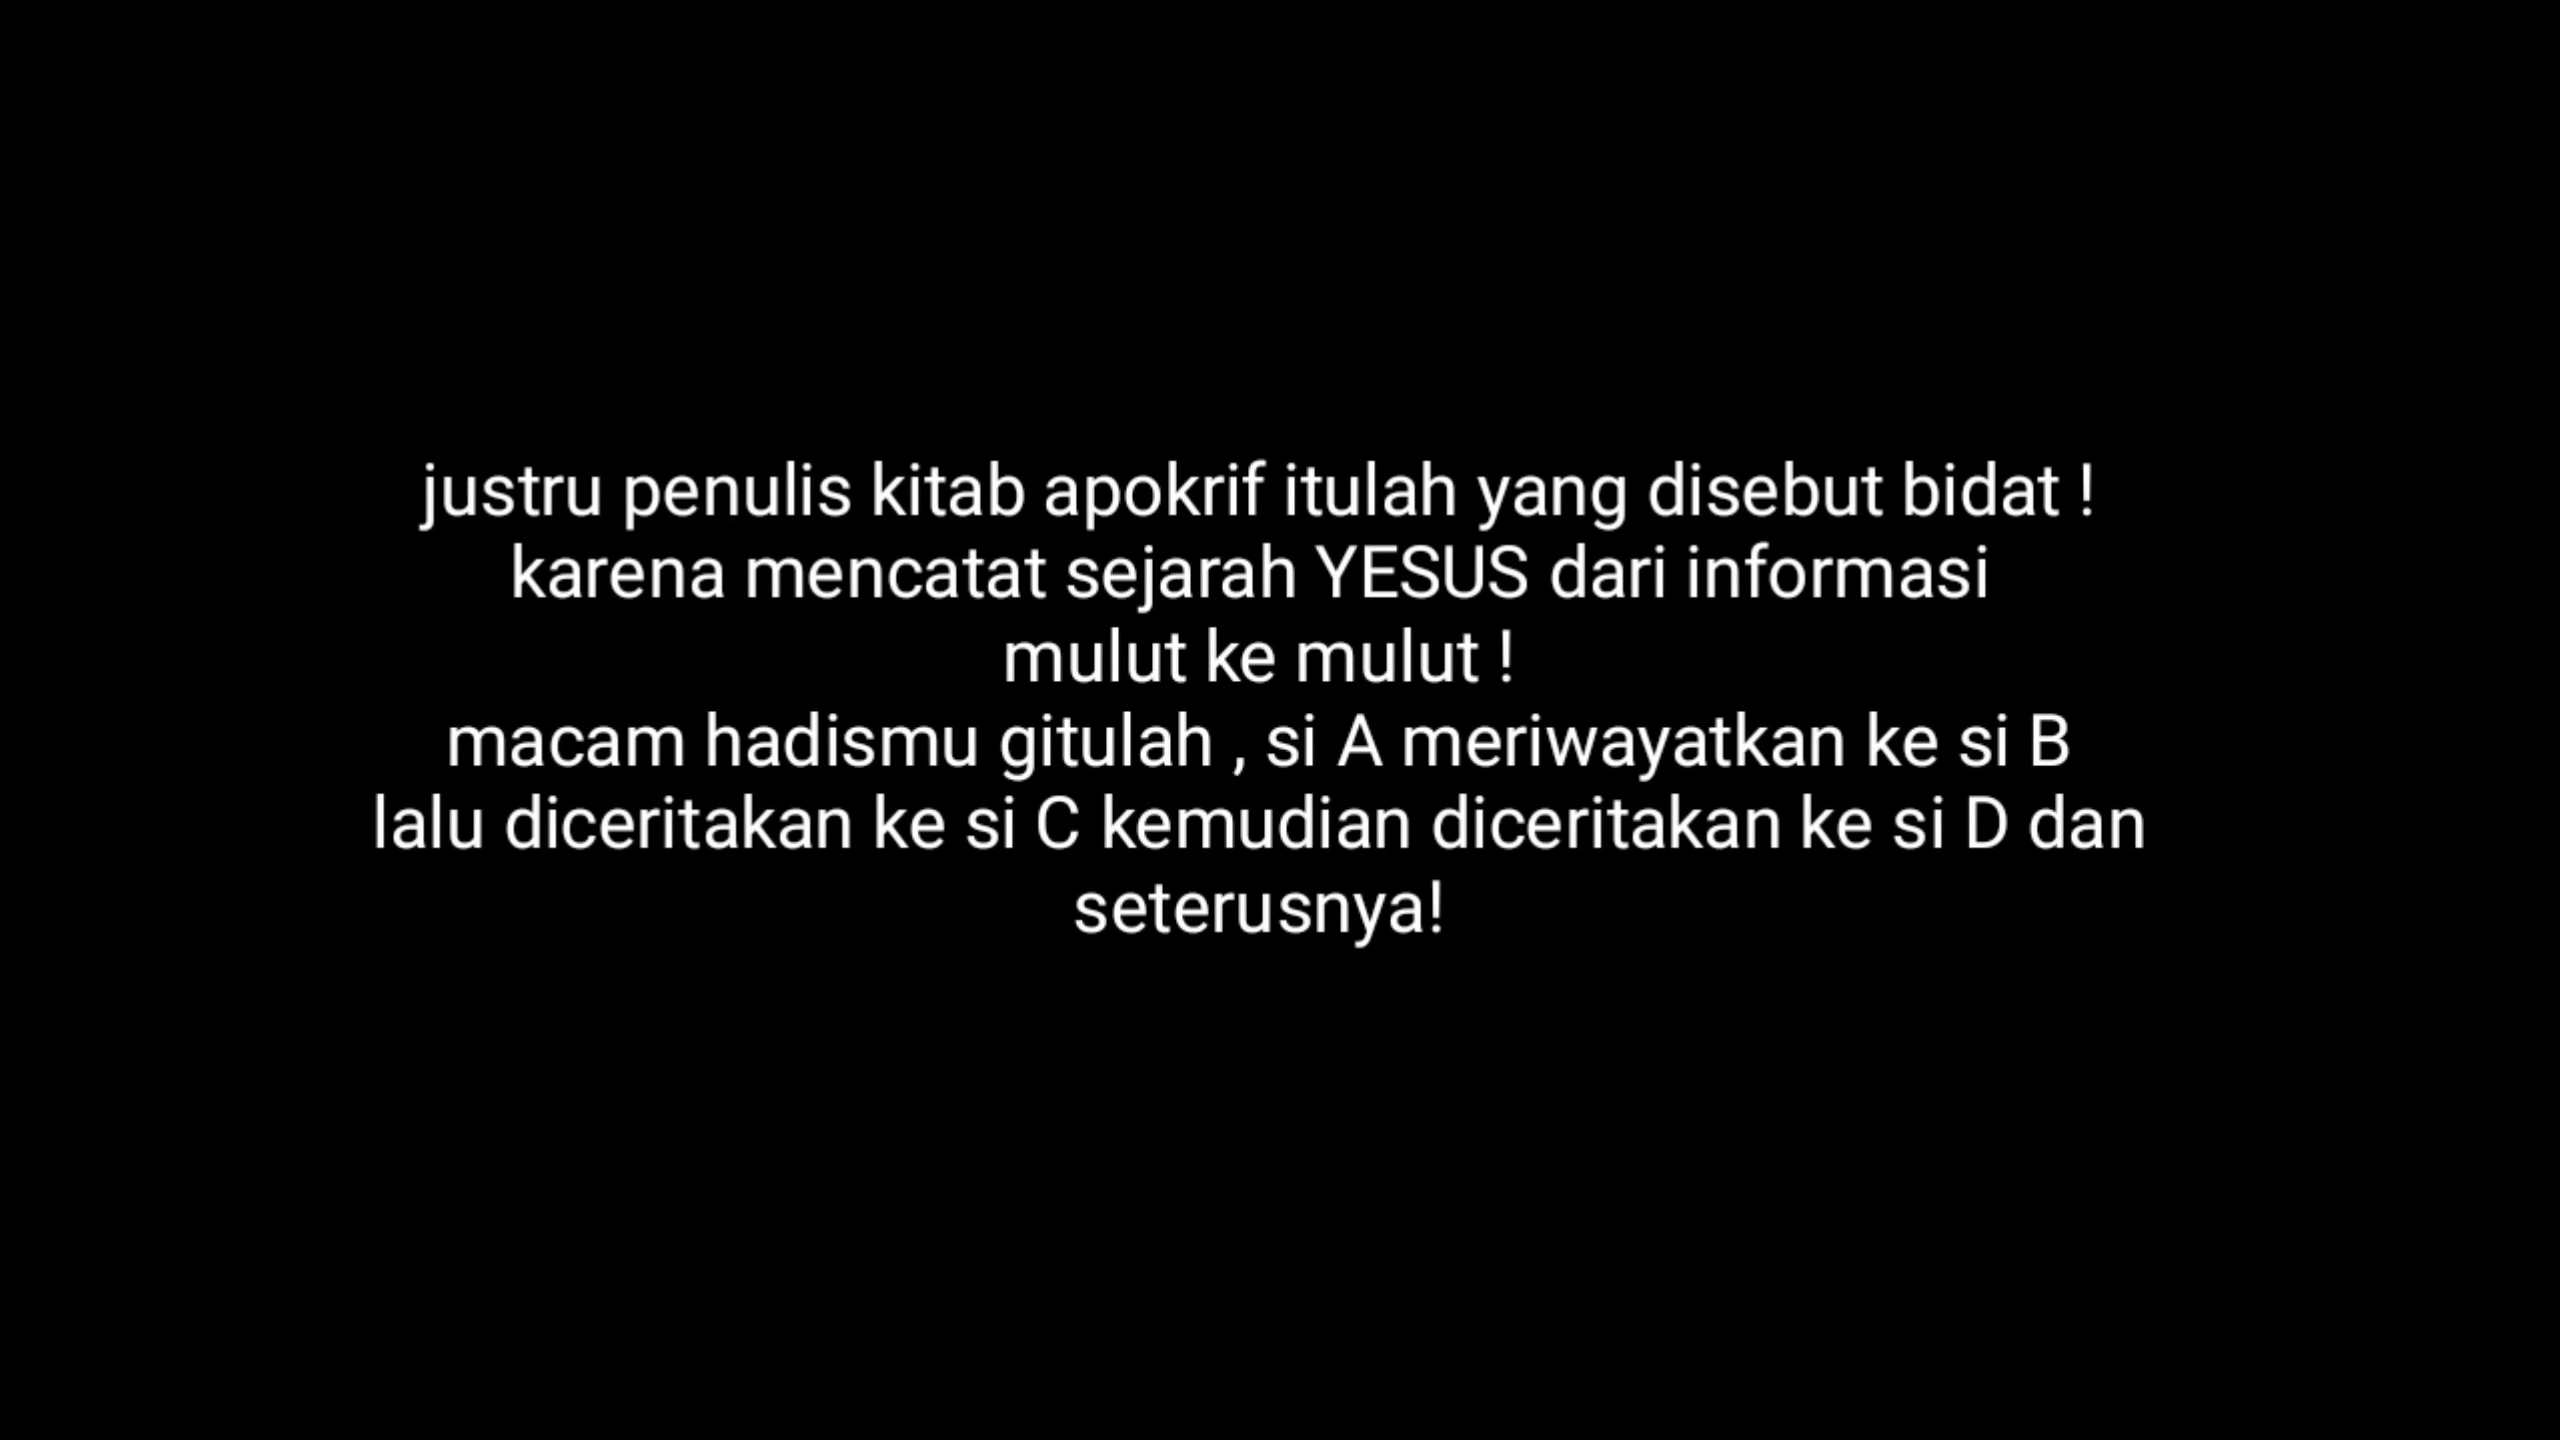 justru penulis kitab apokrif itulah yang disebut bidat !
karena mencatat sejarah YESUS dari informasi
mulut ke mulut !
macam hadismu gitulah , si A meriwayatkan ke si B
lalu diceritakan ke si C kemudian diceritakan ke si D dan
seterusnya!